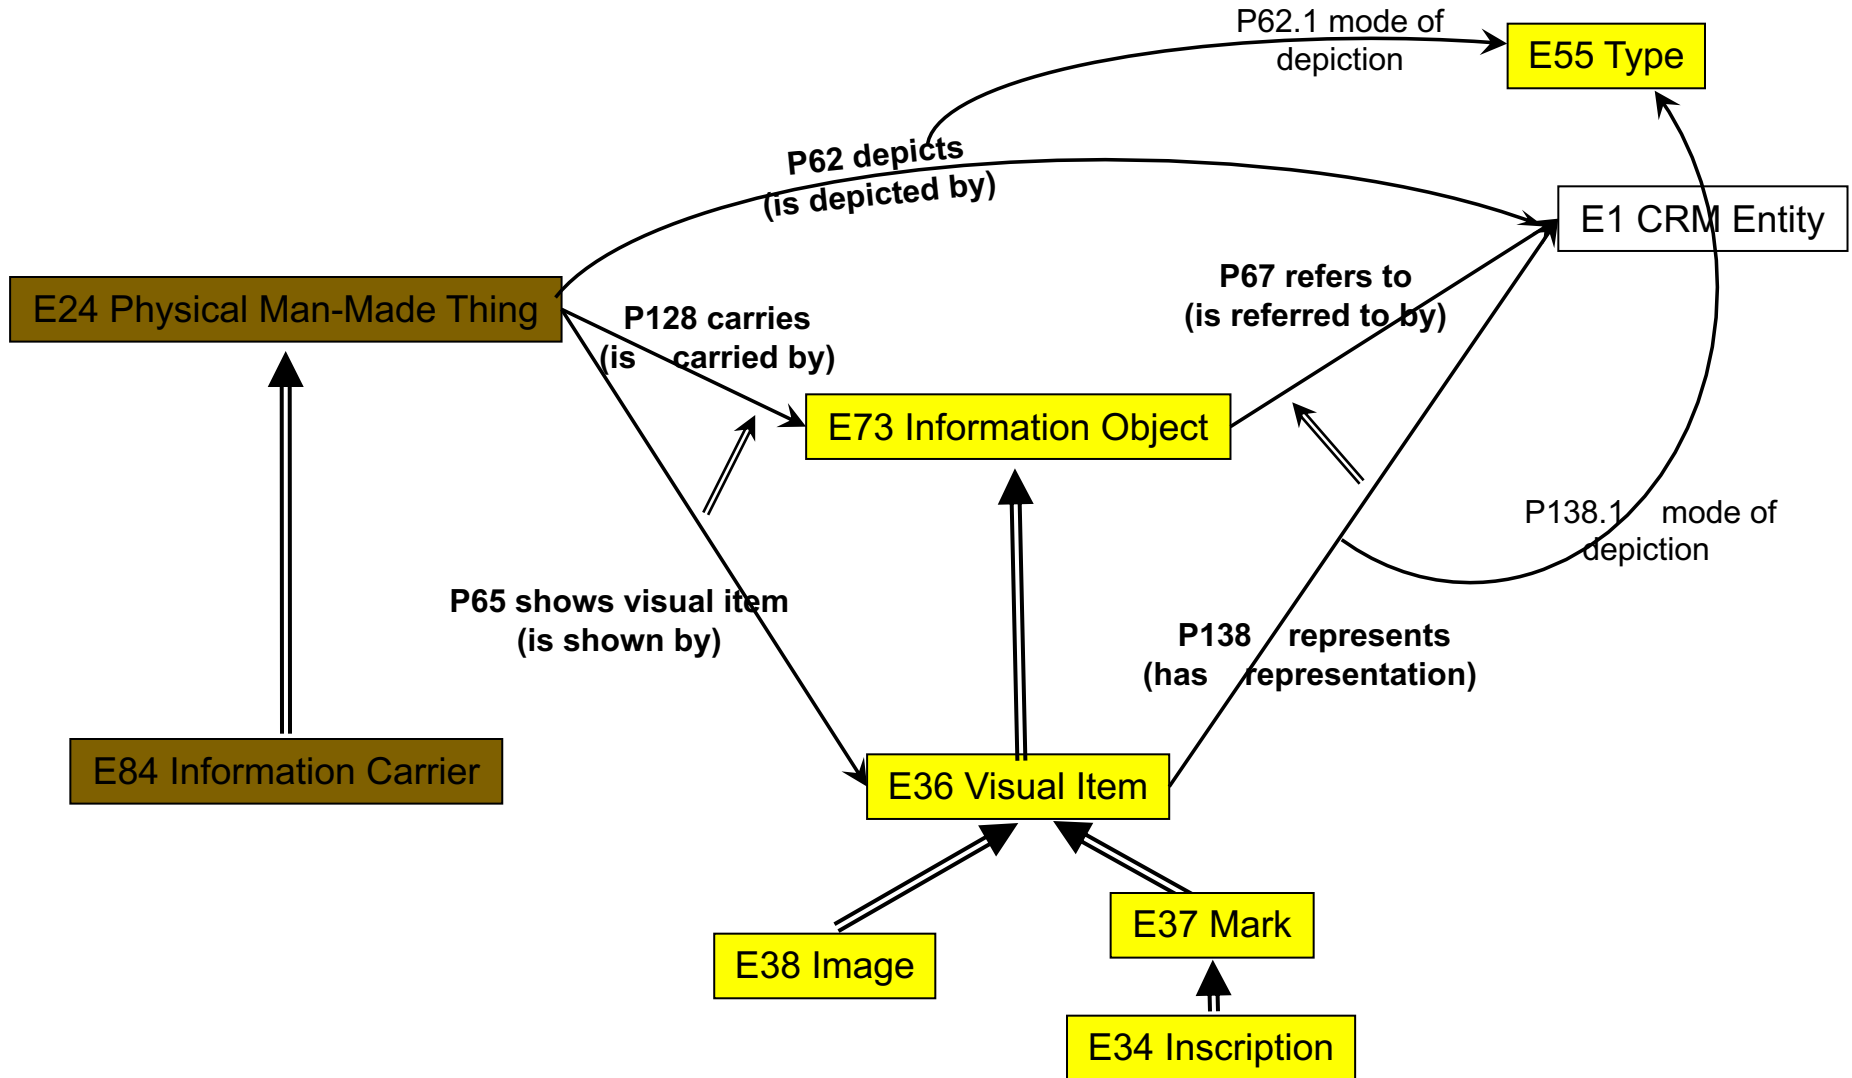 P62.1 mode of
depiction
E55 Type
P62 depicts
(is depicted by)
E1 CRM Entity
P67 refers to
(is referred to by)
E24 Physical Man-Made Thing
P128 carries
(is carried by)
E73 Information Object
P138.1 mode of
depiction
P65 shows visual item
(is shown by)
P138 represents
(has representation)
E84 Information Carrier
E36 Visual Item
E37 Mark
E38 Image
E34 Inscription